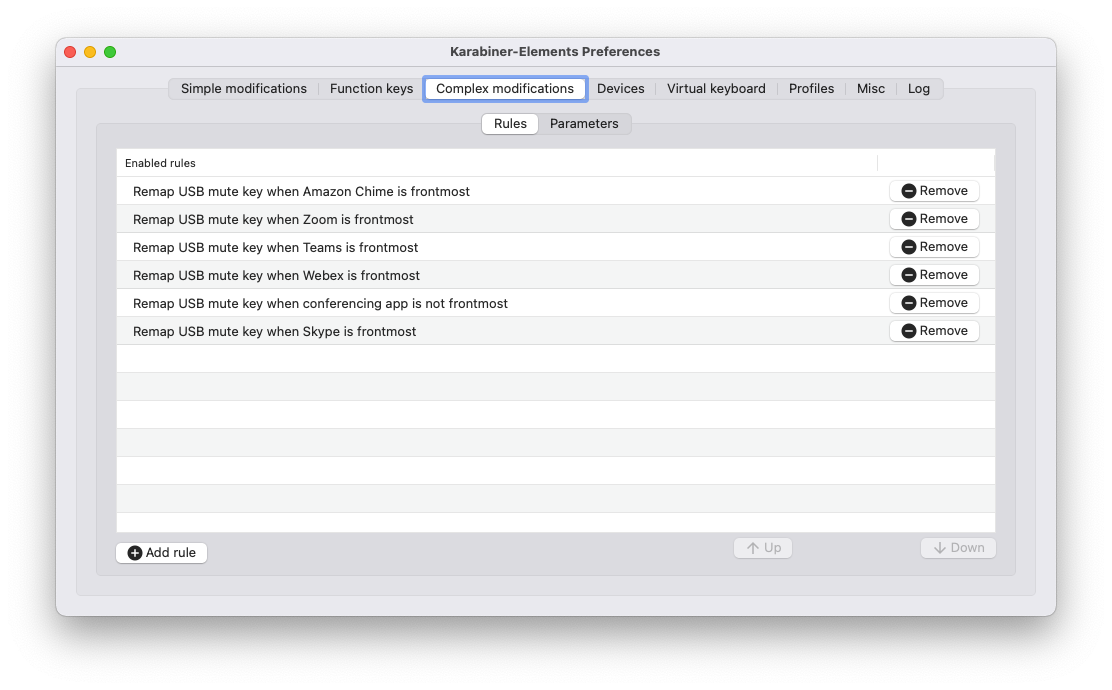 Karabiner-Elements Preferences
Simple modifications Function keys Complex modifications Devices Virtual keyboard Profiles Misc Log
Rules Parameters
Enabled rules
Remap USB mute key when Amazon Chime is frontmost Remove
Remap USB mute key when Zoom is frontmost Remove
Remap USB mute key when Teams is frontmost Remove
Remap USB mute key when Webex is frontmost Remove
Remap USB mute key when conferencing app is not frontmost Remove
Remap USB mute key when Skype is frontmost Remove
Add rule Up Down